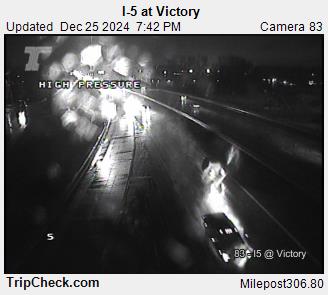 I-5 at Victory
Updated Dec 25 2024 7:42 PM Camera 83
HIGH PRESSURE
S
83 - I5 @ Victory
TripCheck.com Milepost306.80